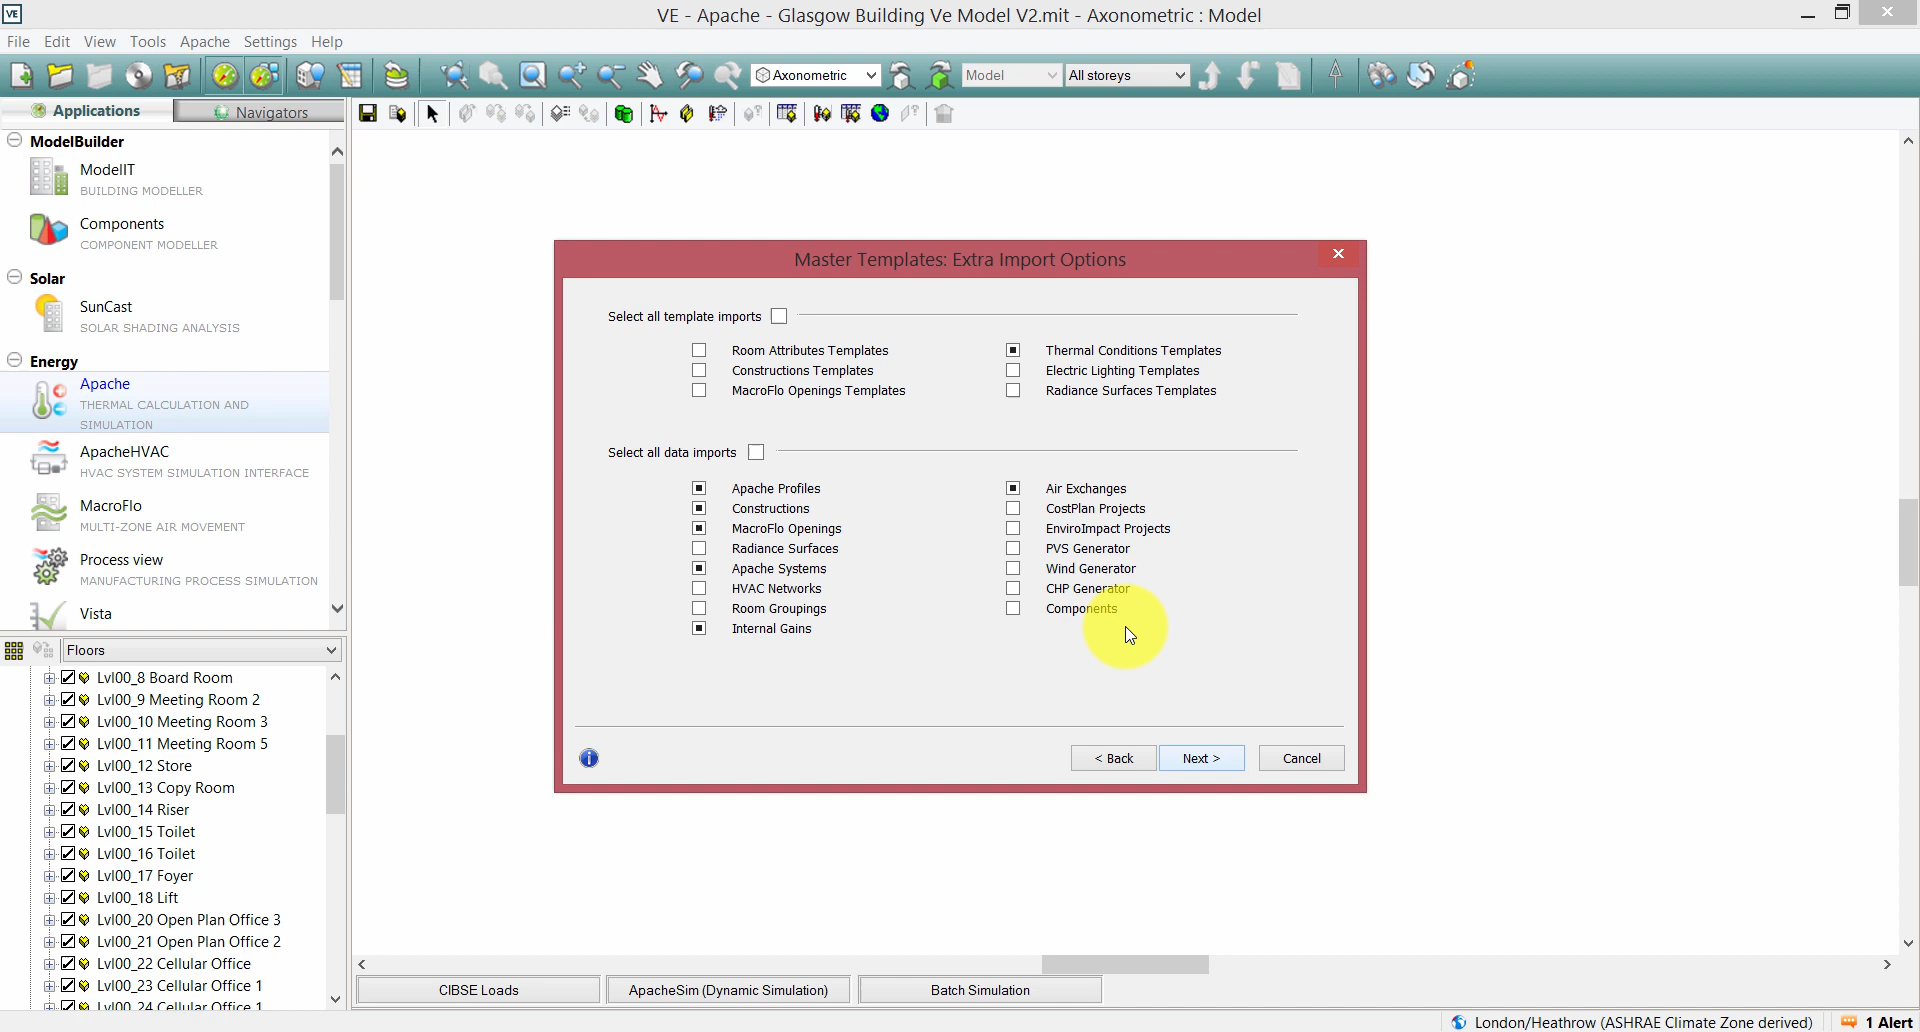 VE
VE - Apache - Glasgow Building Ve Model V2.mit - Axonometric : Model
File Edit View Tools Apache Settings Help
Axonometric
Model
All storeys
Applications
Navigators
ModelBuilder
ModelIT
BUILDING MODELLER
Components
COMPONENT MODELLER
Solar
SunCast
SOLAR SHADING ANALYSIS
Energy
Apache
THERMAL CALCULATION AND
SIMULATION
ApacheHVAC
HVAC SYSTEM SIMULATION INTERFACE
MacroFlo
MULTI-ZONE AIR MOVEMENT
Process view
MANUFACTURING PROCESS SIMULATION
Vista
Floors
Lvl00_8 Board Room
Lvl00_9 Meeting Room 2
Lvl00_10 Meeting Room 3
Lvl00_11 Meeting Room 5
Lvl00_12 Store
Lvl00_13 Copy Room
Lvl00_14 Riser
Lvl00_15 Toilet
Lvl00_16 Toilet
Lvl00_17 Foyer
Lvl00_18 Lift
Lvl00_20 Open Plan Office 3
Lvl00_21 Open Plan Office 2
Lvl00_22 Cellular Office
Lvl00_23 Cellular Office 1
Lvl00_24 Cellular Office 1
Master Templates: Extra Import Options
Select all template imports
Room Attributes Templates
Constructions Templates
MacroFlo Openings Templates
Thermal Conditions Templates
Electric Lighting Templates
Radiance Surfaces Templates
Select all data imports
Apache Profiles
Constructions
MacroFlo Openings
Radiance Surfaces
Apache Systems
HVAC Networks
Room Groupings
Internal Gains
Air Exchanges
CostPlan Projects
EnviroImpact Projects
PVS Generator
Wind Generator
CHP Generator
Components
< Back
Next >
Cancel
CIBSE Loads
ApacheSim (Dynamic Simulation)
Batch Simulation
London/Heathrow (ASHRAE Climate Zone derived)
1 Alert